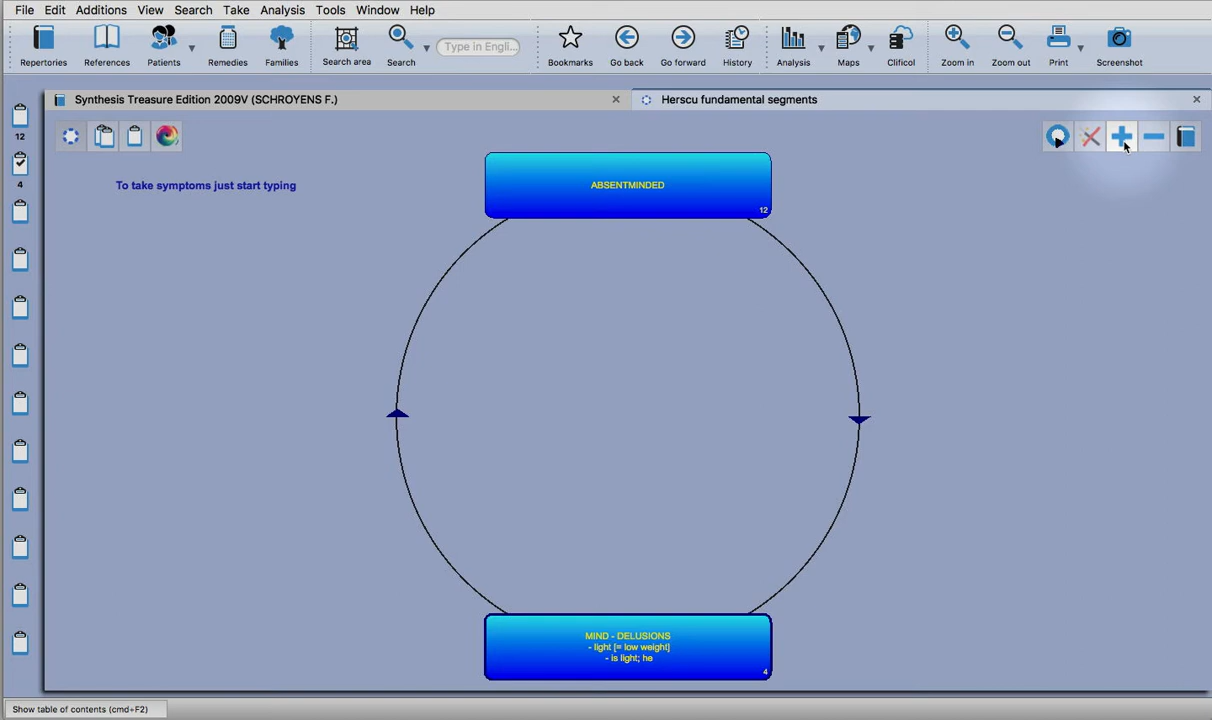 File Edit Additions View Search Take Analysis Tools Window Help
Type in Engli...
Repertories References Patients Remedies Families Search area Search Bookmarks Go back Go forward History Analysis Maps Clificol Zoom in Zoom out Print Screenshot
Synthesis Treasure Edition 2009V (SCHROYENS F.)
Herscu fundamental segments
12
4
To take symptoms just start typing
ABSENTMINDED
12
MIND - DELUSIONS
- light [= low weight]
- is light; he
4
Show table of contents (cmd+F2)